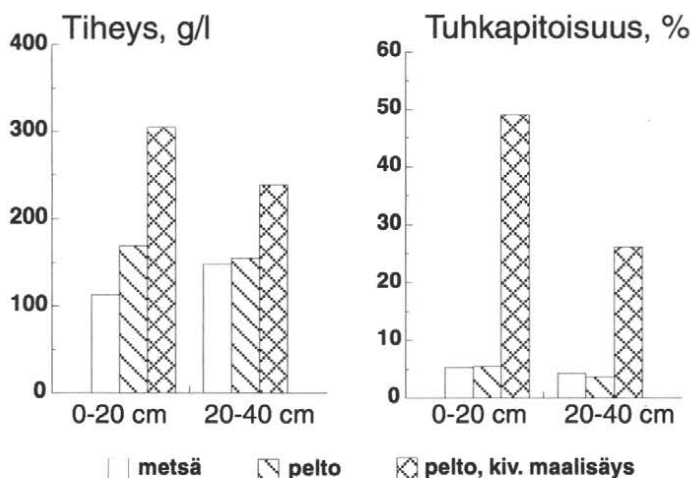 Tiheys, g/l
400
300
200
100
0
0-20 cm 20-40 cm
Tuhkapitoisuus, %
60
50
40
30
20
10
0
0-20 cm 20-40 cm
metsä pelto pelto, kiv. maalisäys